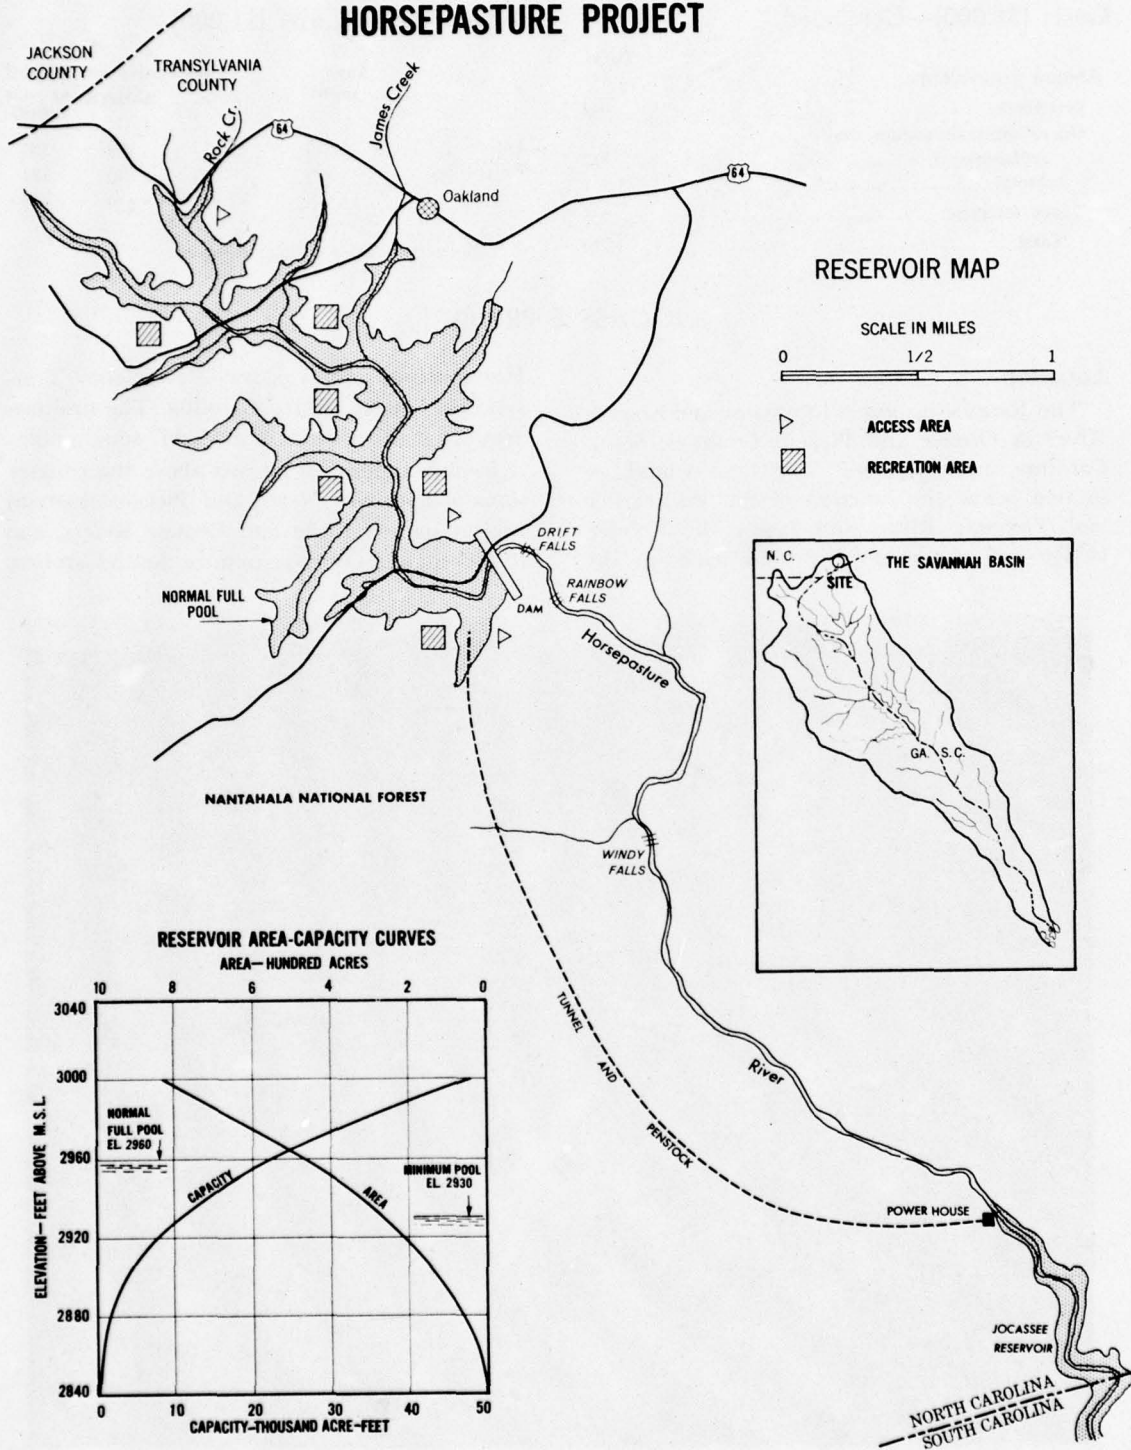 HORSEPASTURE PROJECT
JACKSON
COUNTY
TRANSYLVANIA
COUNTY
Rock Cr.
64
James Creek
Oakland
64
RESERVOIR MAP
SCALE IN MILES
0 1/2 1
ACCESS AREA
RECREATION AREA
DRIFT
FALLS
RAINBOW
FALLS
DAM
NORMAL FULL
POOL
Horsepasture
N. C.
THE SAVANNAH BASIN
SITE
GA. S. C.
NANTAHALA NATIONAL FOREST
WINDY
FALLS
TUNNEL
AND
PENSTOCK
River
POWER HOUSE
JOCASSEE
RESERVOIR
NORTH CAROLINA
SOUTH CAROLINA
RESERVOIR AREA-CAPACITY CURVES
AREA—HUNDRED ACRES
10 8 6 4 2 0
3040
3000
2960
2920
2880
2840
ELEVATION—FEET ABOVE M.S.L.
NORMAL
FULL POOL
EL. 2960
MINIMUM POOL
EL. 2930
CAPACITY
AREA
0 10 20 30 40 50
CAPACITY-THOUSAND ACRE-FEET